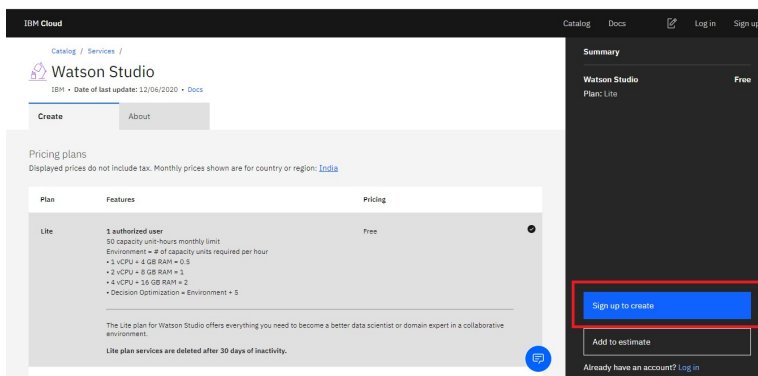 IBM Cloud
Catalog Docs Log in Sign up
Catalog / Services /
Watson Studio
IBM • Date of last update: 12/06/2020 • Docs
Create About
Pricing plans
Displayed prices do not include tax. Monthly prices shown are for country or region: India
Plan Features Pricing
Lite 1 authorized user Free
50 capacity unit-hours monthly limit
Environment = # of capacity units required per hour
• 1 vCPU + 4 GB RAM = 0.5
• 2 vCPU + 8 GB RAM = 1
• 4 vCPU + 16 GB RAM = 2
• Decision Optimization = Environment + 5
The Lite plan for Watson Studio offers everything you need to become a better data scientist or domain expert in a collaborative
environment.
Lite plan services are deleted after 30 days of inactivity.
Summary
Watson Studio Free
Plan: Lite
Sign up to create
Add to estimate
Already have an account? Log in